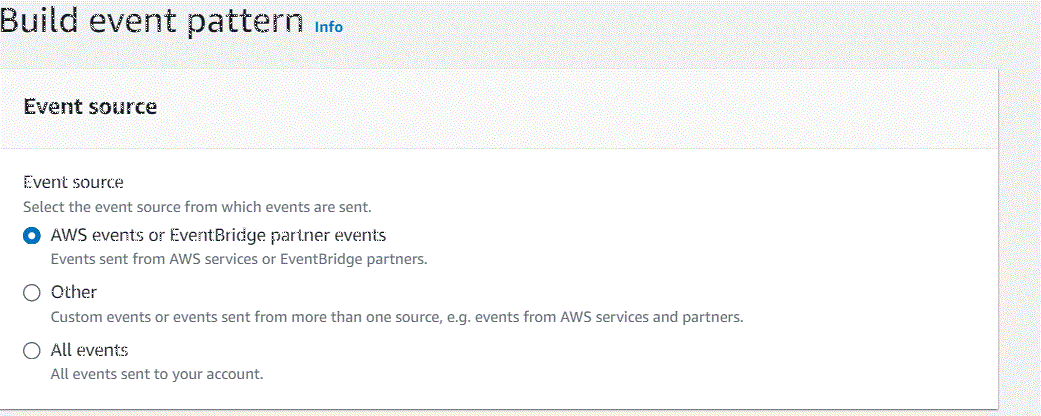 Build event pattern Info
Event source
Event source
Select the event source from which events are sent.
AWS events or EventBridge partner events
Events sent from AWS services or EventBridge partners.
Other
Custom events or events sent from more than one source, e.g. events from AWS services and partners.
All events
All events sent to your account.